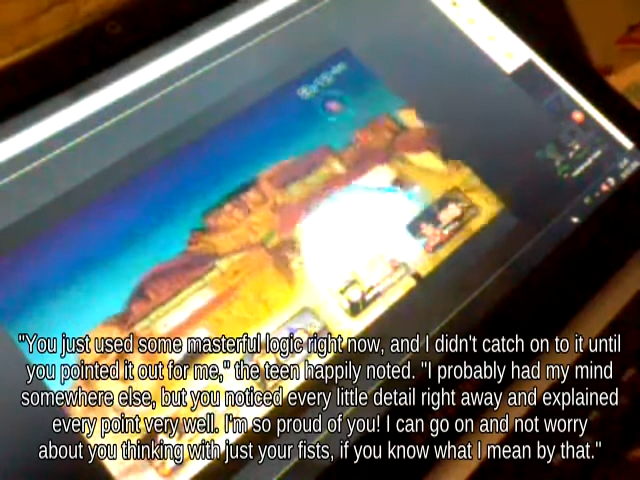 "You just used some masterful logic right now, and I didn't catch on to it until
you pointed it out for me," the teen happily noted. "I probably had my mind
somewhere else, but you noticed every little detail right away and explained
every point very well. I'm so proud of you! I can go on and not worry
about you thinking with just your fists, if you know what I mean by that."